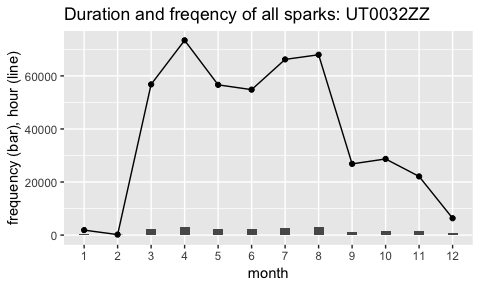 Duration and freqency of all sparks: UT0032ZZ
frequency (bar), hour (line)
60000
40000
20000
0
1 2 3 4 5 6 7 8 9 10 11 12
month